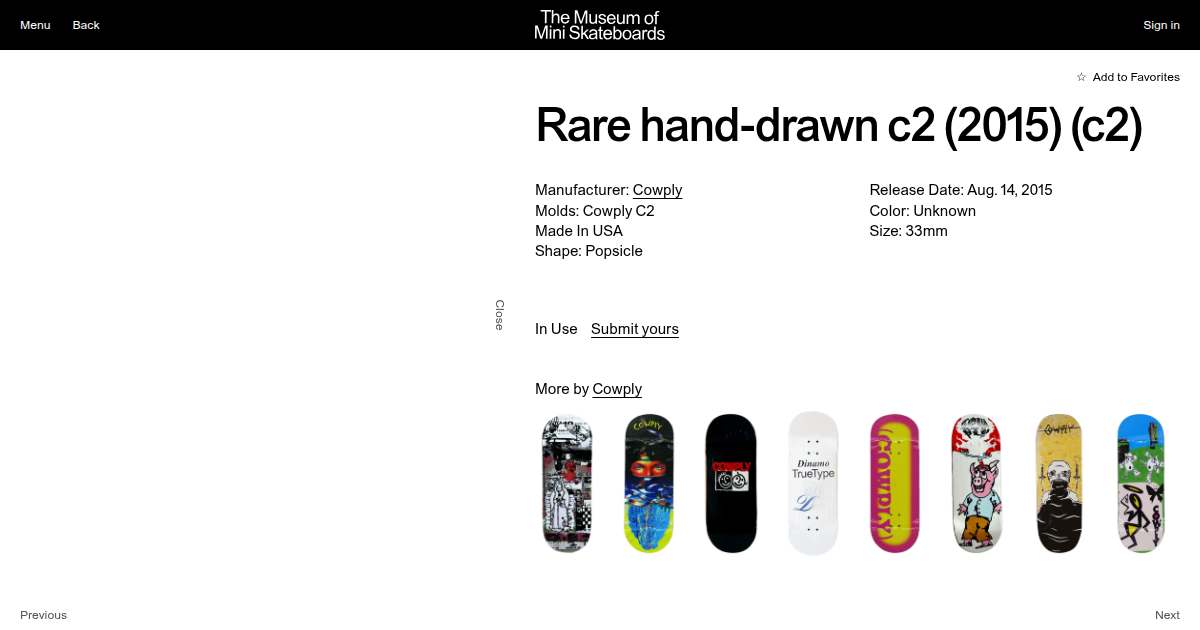 Menu
Back
The Museum of
Mini Skateboards
Sign in
☆ Add to Favorites
Rare hand-drawn c2 (2015) (c2)
Manufacturer: Cowply
Molds: Cowply C2
Made In USA
Shape: Popsicle
Release Date: Aug. 14, 2015
Color: Unknown
Size: 33mm
Close
In Use
Submit yours
More by Cowply
COWPLY
COWPLY
Dinamo
TrueType
(COWPLY)
COWPLY
Previous
Next